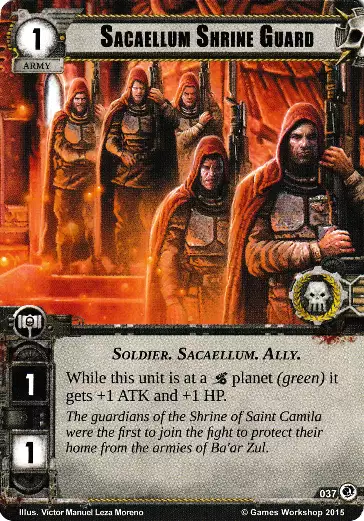 1
SACAELLUM SHRINE GUARD
ARMY
SOLDIER. SACAELLUM. ALLY.
1
While this unit is at a planet (green) it
gets +1 ATK and +1 HP.
1
The guardians of the Shrine of Saint Camila
were the first to join the fight to protect their
home from the armies of Ba'ar Zul.
037
Illus. Víctor Manuel Leza Moreno
© Games Workshop 2015